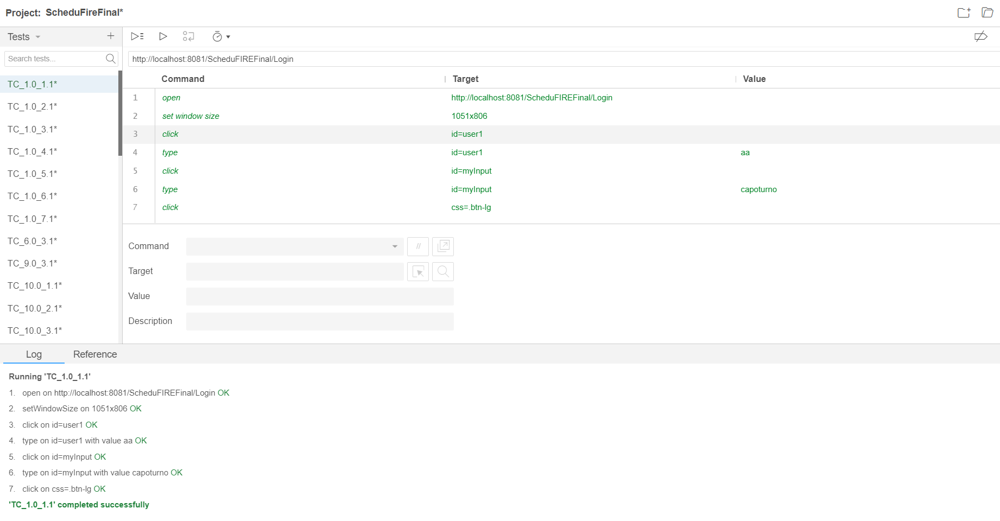 Project: ScheduFireFinal*
Tests
Search tests...
TC_1.0_1.1*
TC_1.0_2.1*
TC_1.0_3.1*
TC_1.0_4.1*
TC_1.0_5.1*
TC_1.0_6.1*
TC_1.0_7.1*
TC_6.0_3.1*
TC_9.0_3.1*
TC_10.0_1.1*
TC_10.0_2.1*
TC_10.0_3.1*
http://localhost:8081/ScheduFIREFinal/Login
Command Target Value
1 open http://localhost:8081/ScheduFIREFinal/Login
2 set window size 1051x806
3 click id=user1
4 type id=user1 aa
5 click id=myInput
6 type id=myInput capoturno
7 click css=.btn-lg
Command //
Target
Value
Description
Log Reference
Running 'TC_1.0_1.1'
1. open on http://localhost:8081/ScheduFIREFinal/Login OK
2. setWindowSize on 1051x806 OK
3. click on id=user1 OK
4. type on id=user1 with value aa OK
5. click on id=myInput OK
6. type on id=myInput with value capoturno OK
7. click on css=.btn-lg OK
'TC_1.0_1.1' completed successfully